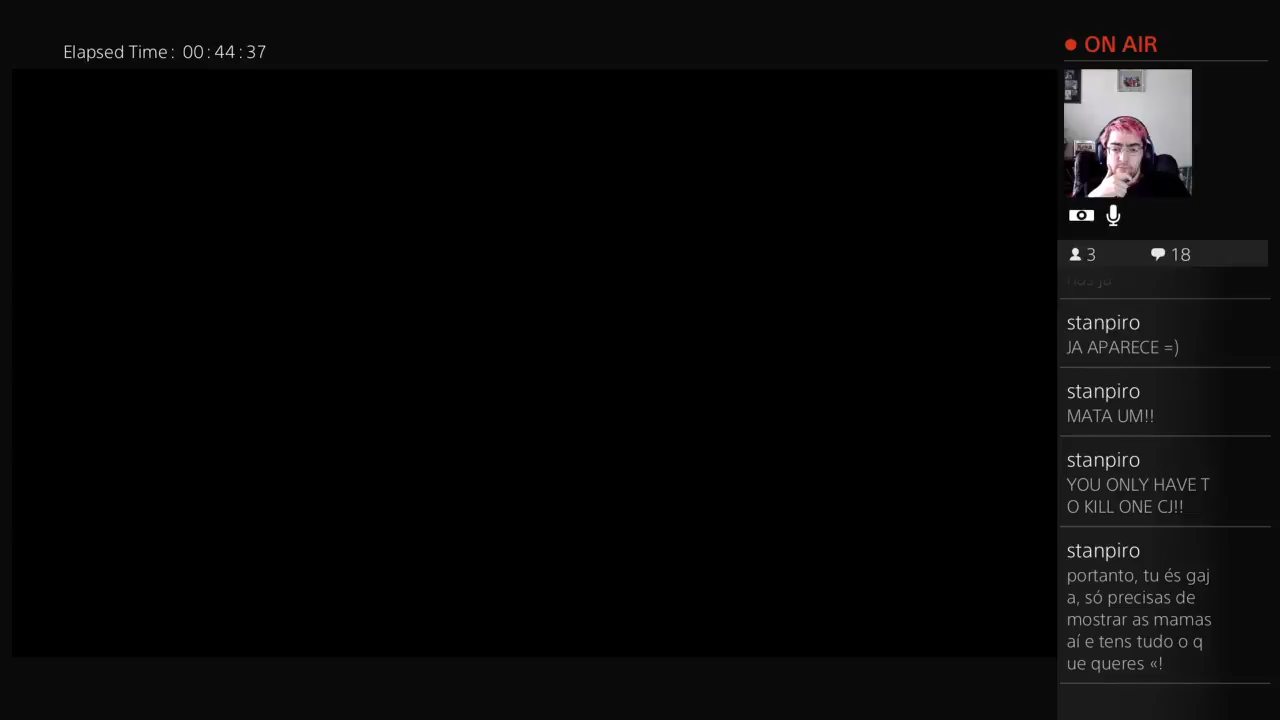 Elapsed Time: 00:44:37
ON AIR
3
18
stanpiro
JA APARECE =)
stanpiro
MATA UM!!
stanpiro
YOU ONLY HAVE T
O KILL ONE CJ!!
stanpiro
portanto, tu és gaj
a, só precisas de
mostrar as mamas
aí e tens tudo o q
ue queres «!